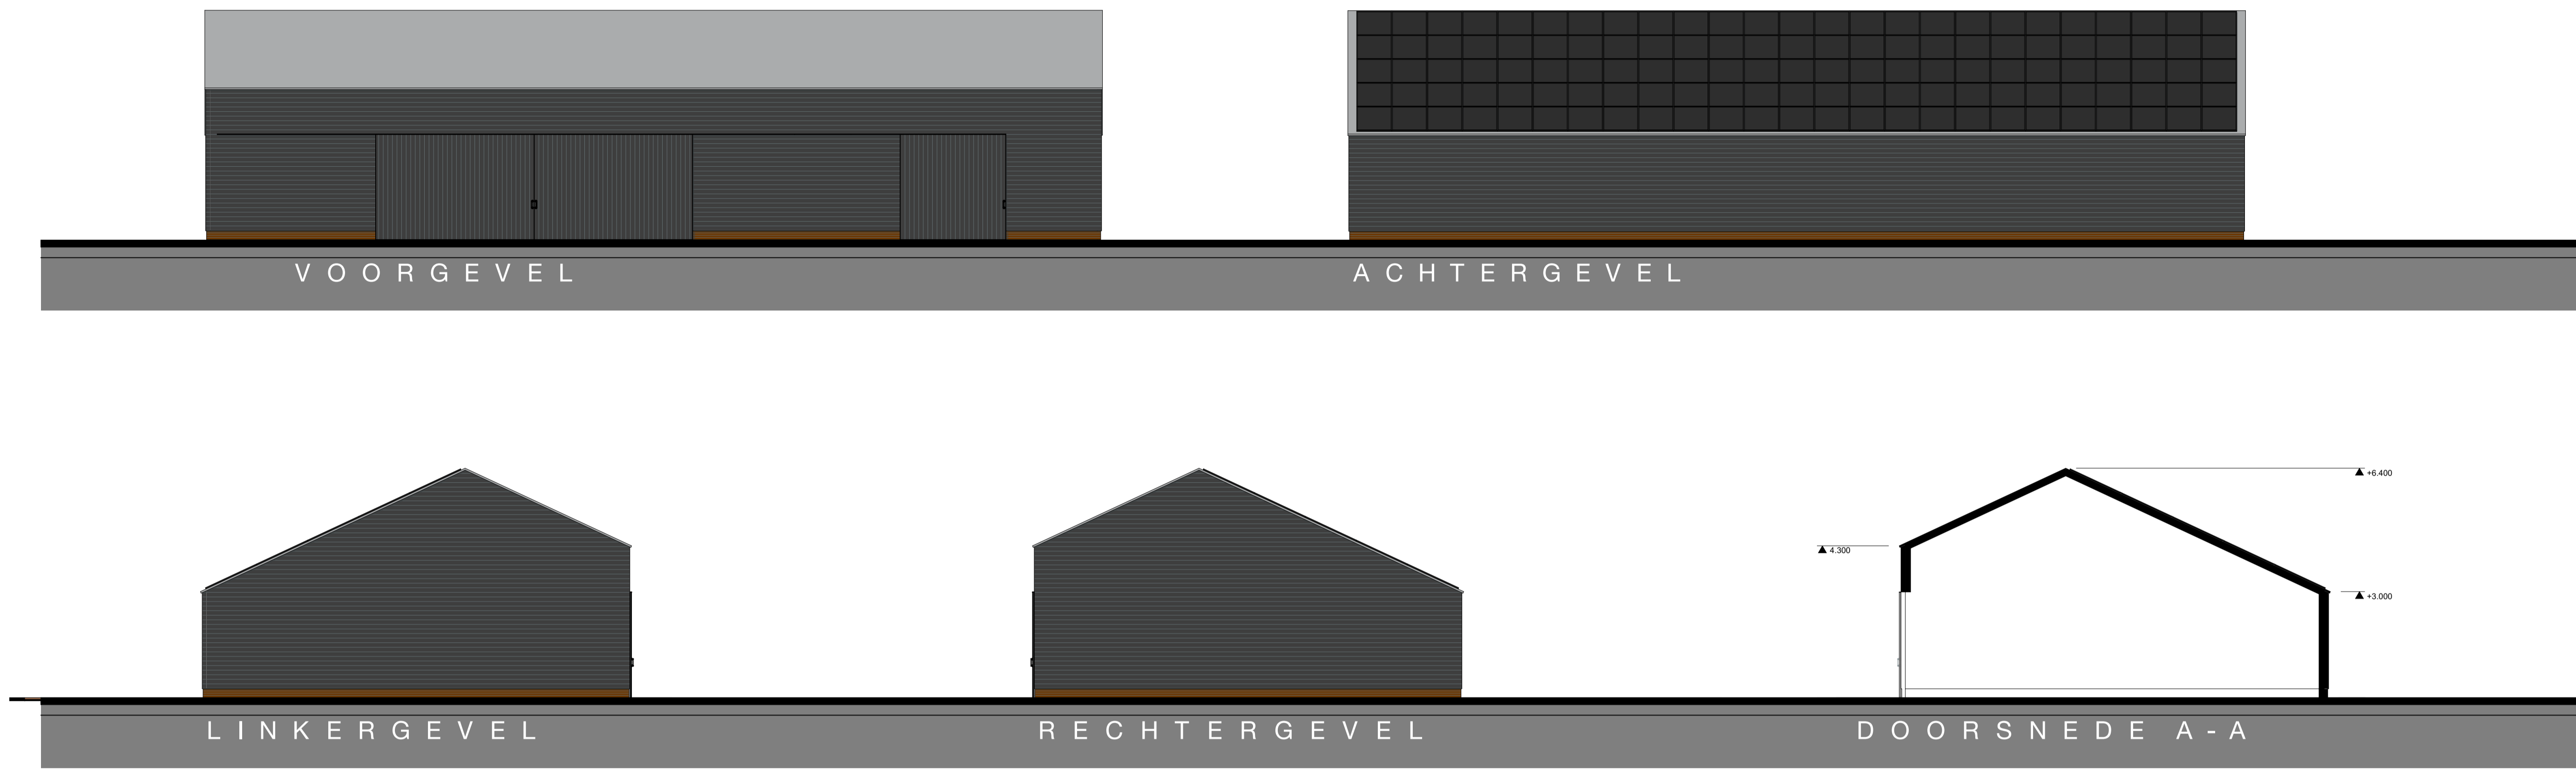 VOORGEVEL
ACHTERGEVEL
+6.400
4.300
+3.000
LINKERGEVEL
RECHTERGEVEL
DOORSNEDE A-A